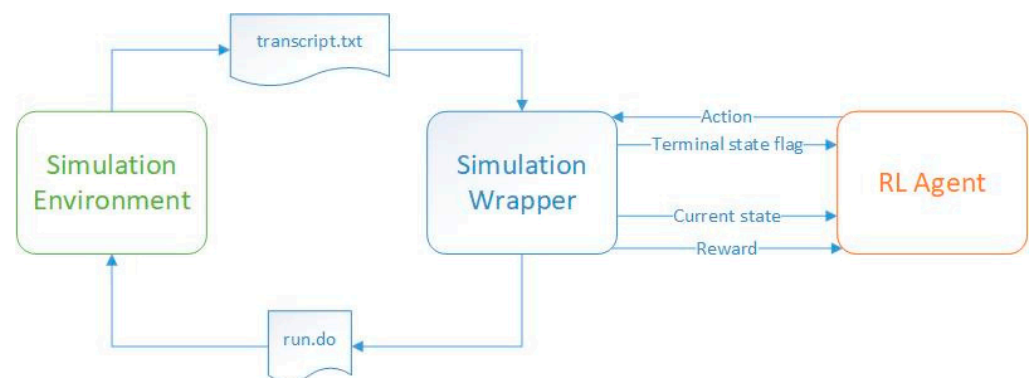 transcript.txt
Simulation
Environment
Simulation
Wrapper
Action
Terminal state flag
Current state
Reward
RL Agent
run.do